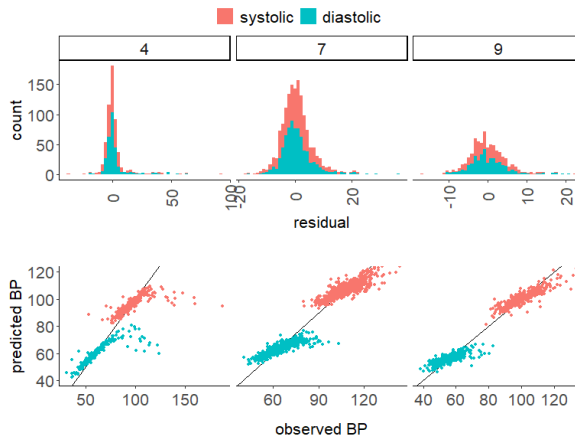 systolic diastolic
4 7 9
count
150
100
50
0
0 50 100 -20 0 20 -10 0 10 20
residual
predicted BP
120
100
80
60
40
50 100 150 60 90 120 40 60 80 100 120
observed BP